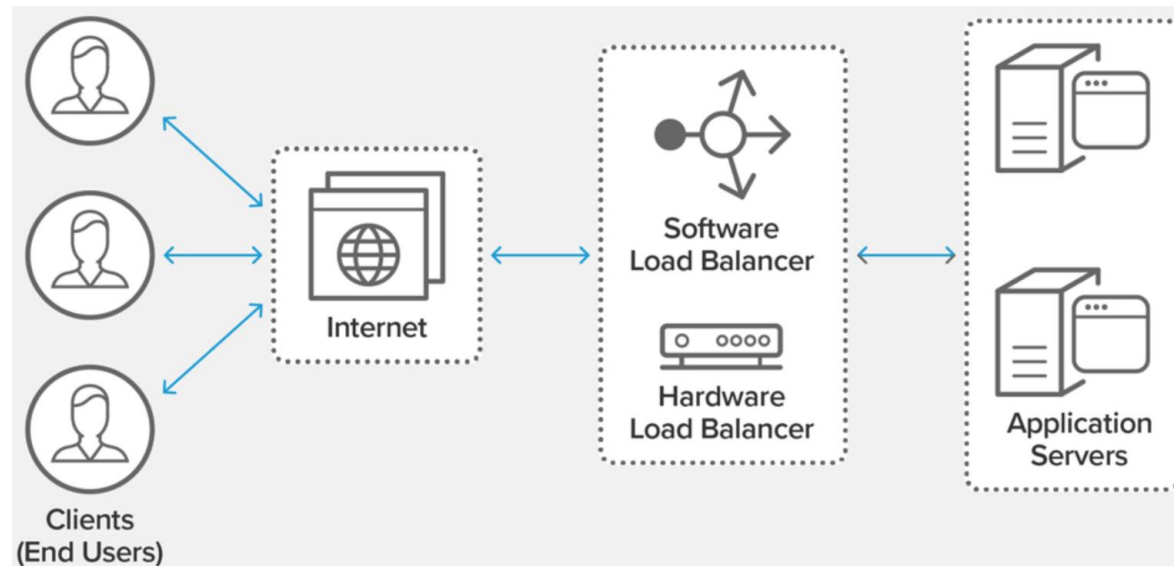 Clients
(End Users)
Internet
Software
Load Balancer
Hardware
Load Balancer
Application
Servers